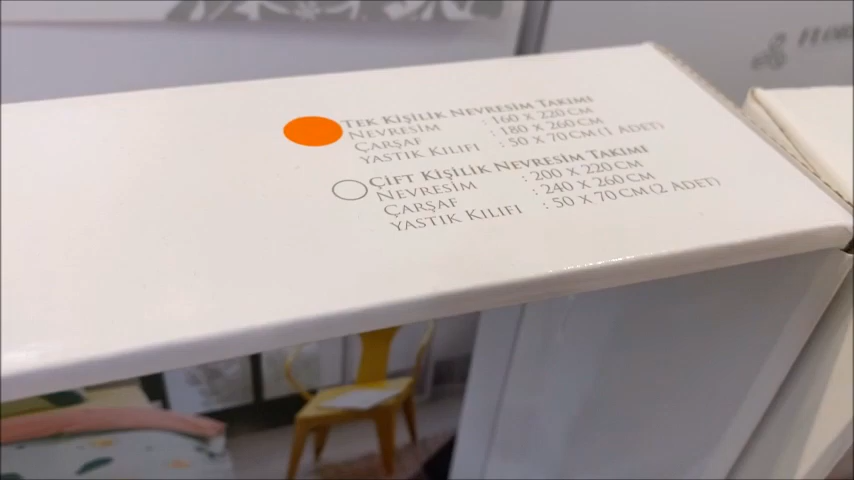 TEK KİŞİLİK NEVRESİM TAKIMI
NEVRESİM : 160 X 220 CM
ÇARŞAF : 180 X 260 CM
YASTIK KILIFI : 50 X 70 CM (1 ADET)
ÇİFT KİŞİLİK NEVRESİM TAKIMI
NEVRESİM : 200 X 220 CM
ÇARŞAF : 240 X 260 CM
YASTIK KILIFI : 50 X 70 CM (2 ADET)